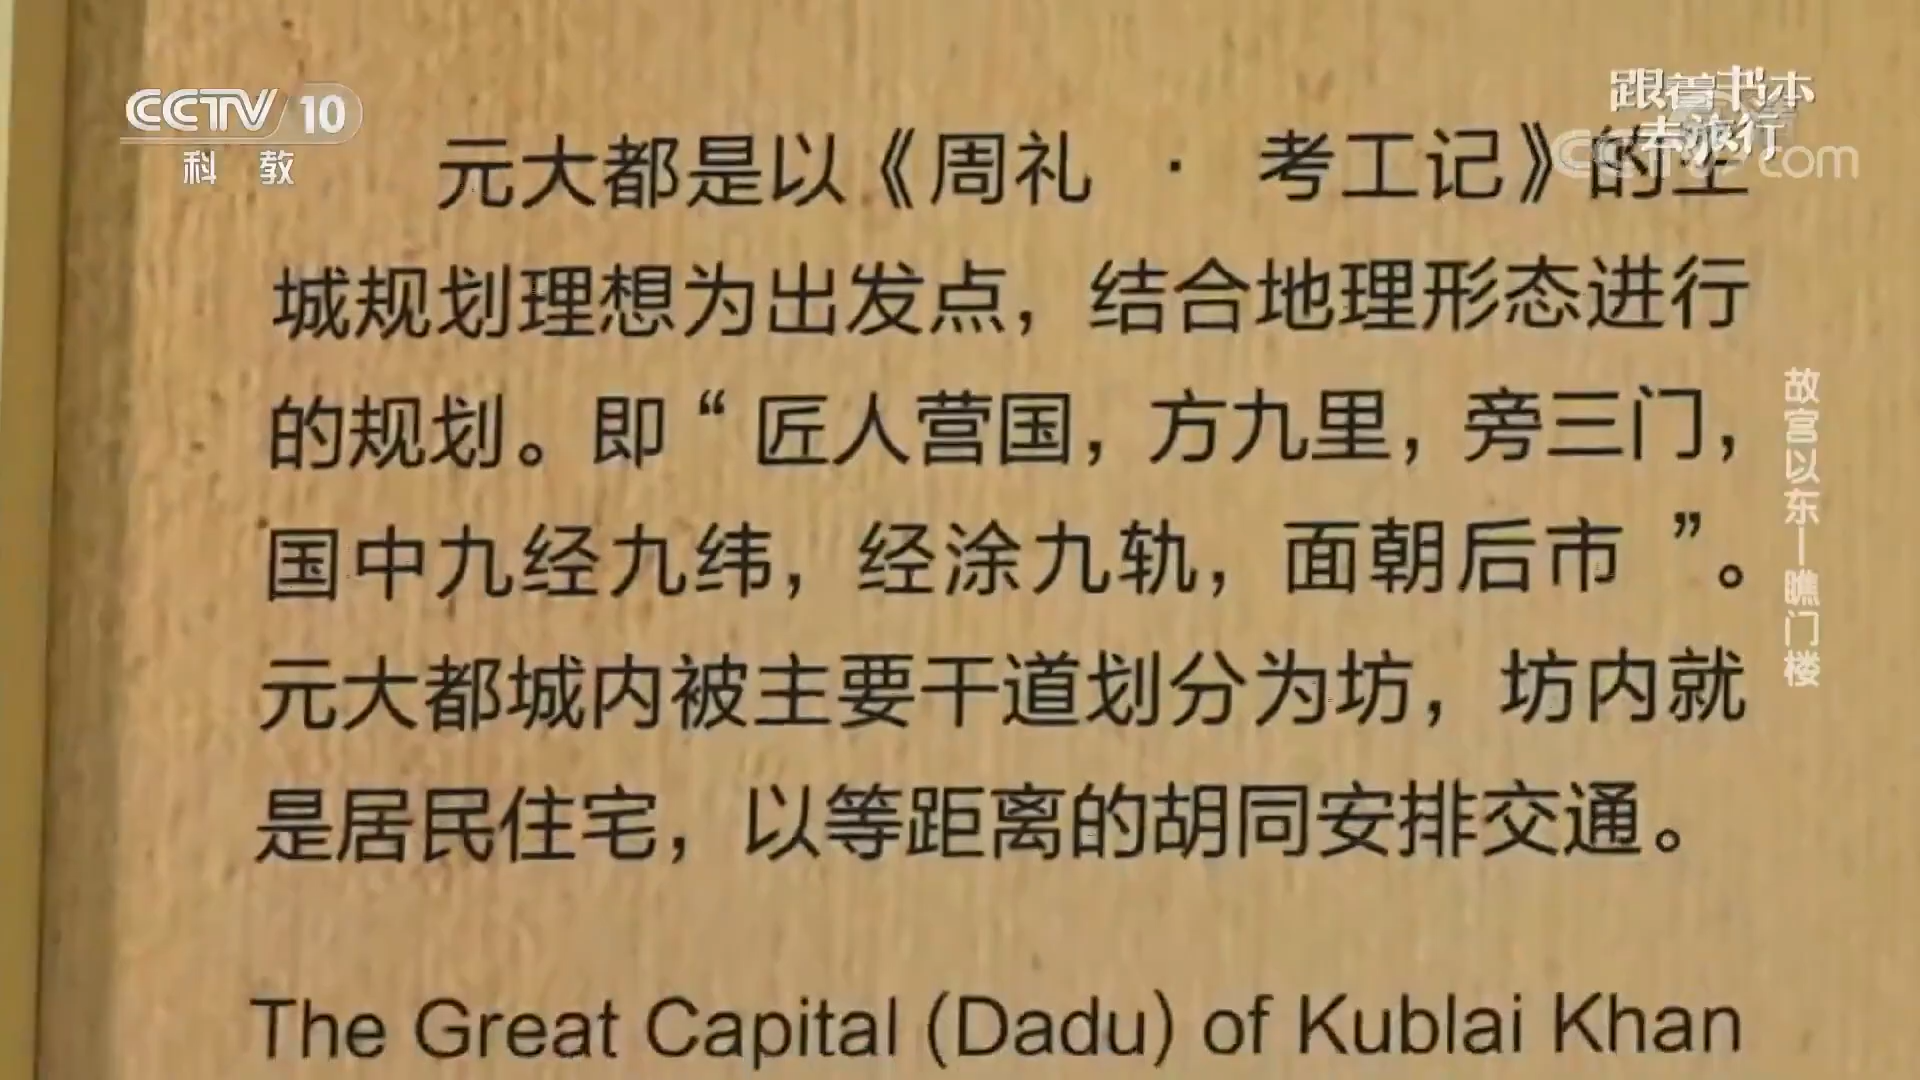 CCTV 10
科教
跟着书本
去旅行
元大都是以《周礼 · 考工记》的王
城规划理想为出发点，结合地理形态进行
的规划。即“匠人营国，方九里，旁三门，
国中九经九纬，经涂九轨，面朝后市 ”。
元大都城内被主要干道划分为坊，坊内就
是居民住宅，以等距离的胡同安排交通。
The Great Capital (Dadu) of Kublai Khan
故宫以东—瞧门楼